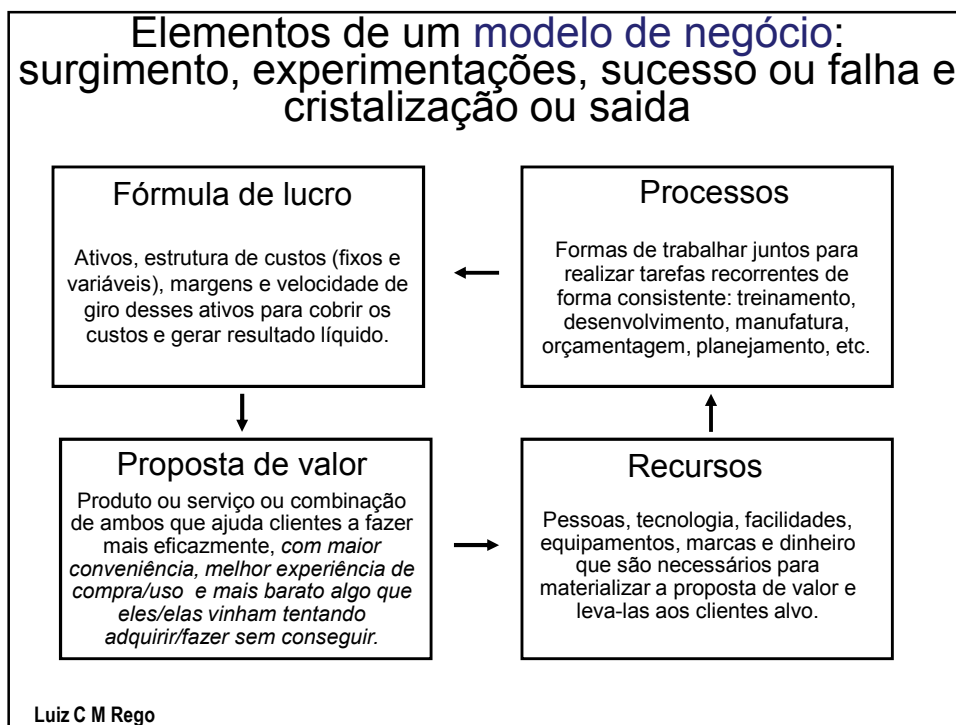 Elementos de um modelo de negócio:
surgimento, experimentações, sucesso ou falha e
cristalização ou saida
Fórmula de lucro
Ativos, estrutura de custos (fixos e
variáveis), margens e velocidade de
giro desses ativos para cobrir os
custos e gerar resultado líquido.
Processos
Formas de trabalhar juntos para
realizar tarefas recorrentes de
forma consistente: treinamento,
desenvolvimento, manufatura,
orçamentagem, planejamento, etc.
Proposta de valor
Produto ou serviço ou combinação
de ambos que ajuda clientes a fazer
mais eficazmente, com maior
conveniência, melhor experiência de
compra/uso e mais barato algo que
eles/elas vinham tentando
adquirir/fazer sem conseguir.
Recursos
Pessoas, tecnologia, facilidades,
equipamentos, marcas e dinheiro
que são necessários para
materializar a proposta de valor e
leva-las aos clientes alvo.
Luiz C M Rego